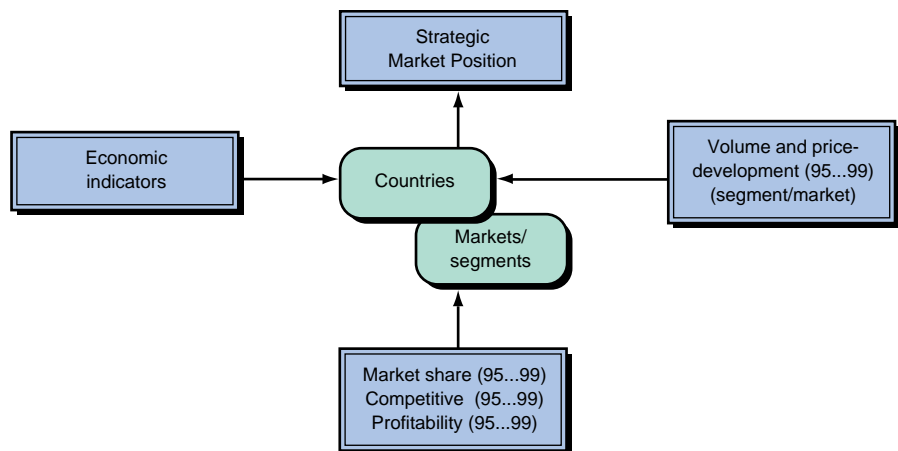 Strategic
Market Position
Economic
indicators
Countries
Volume and price-
development (95...99)
(segment/market)
Markets/
segments
Market share (95...99)
Competitive  (95...99)
Profitability (95...99)